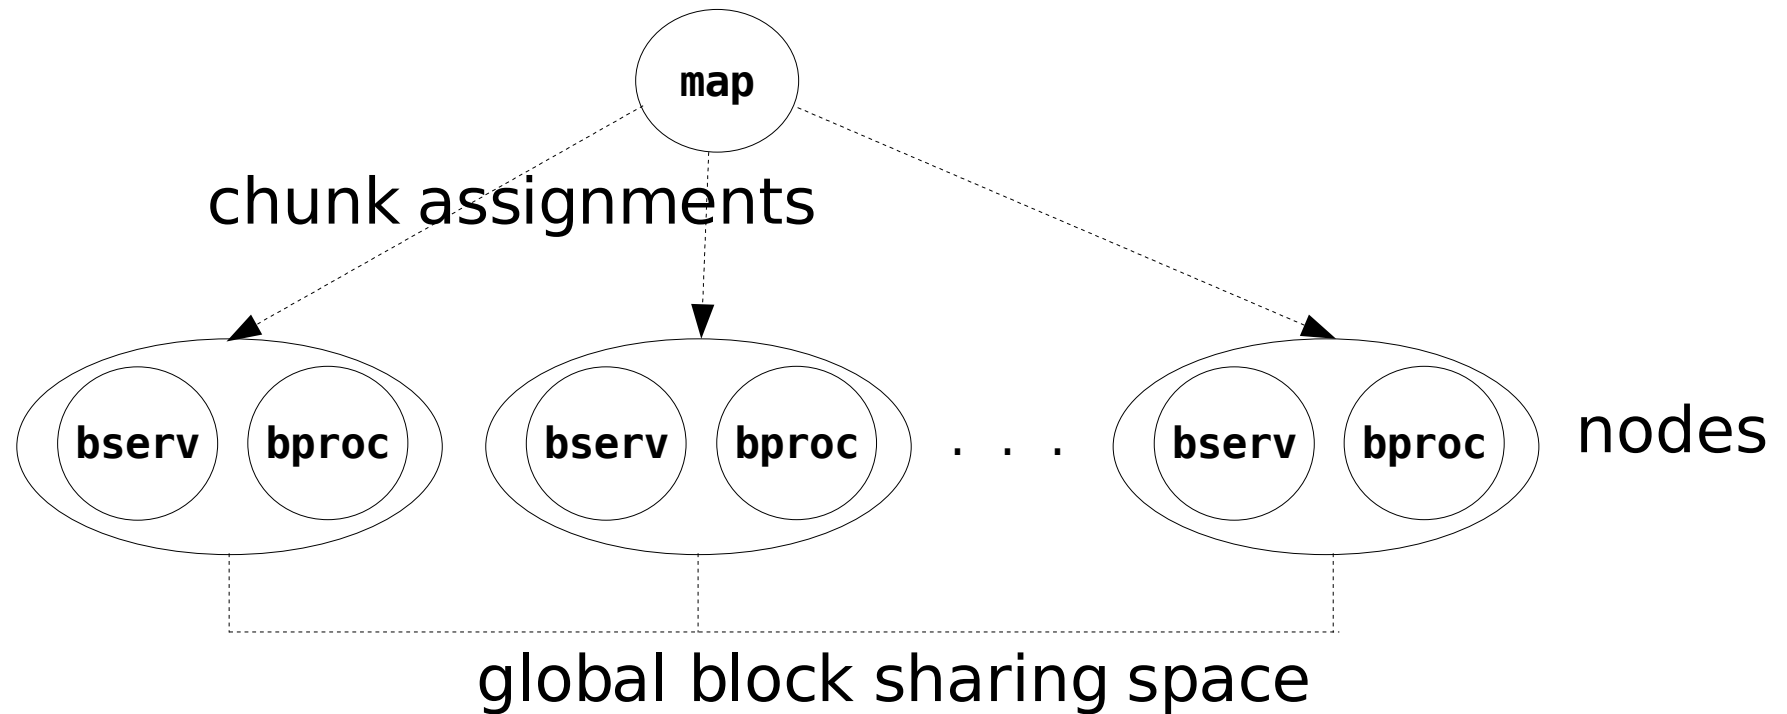 map
chunk assignments
bserv bproc bserv bproc . . . bserv bproc nodes
global block sharing space